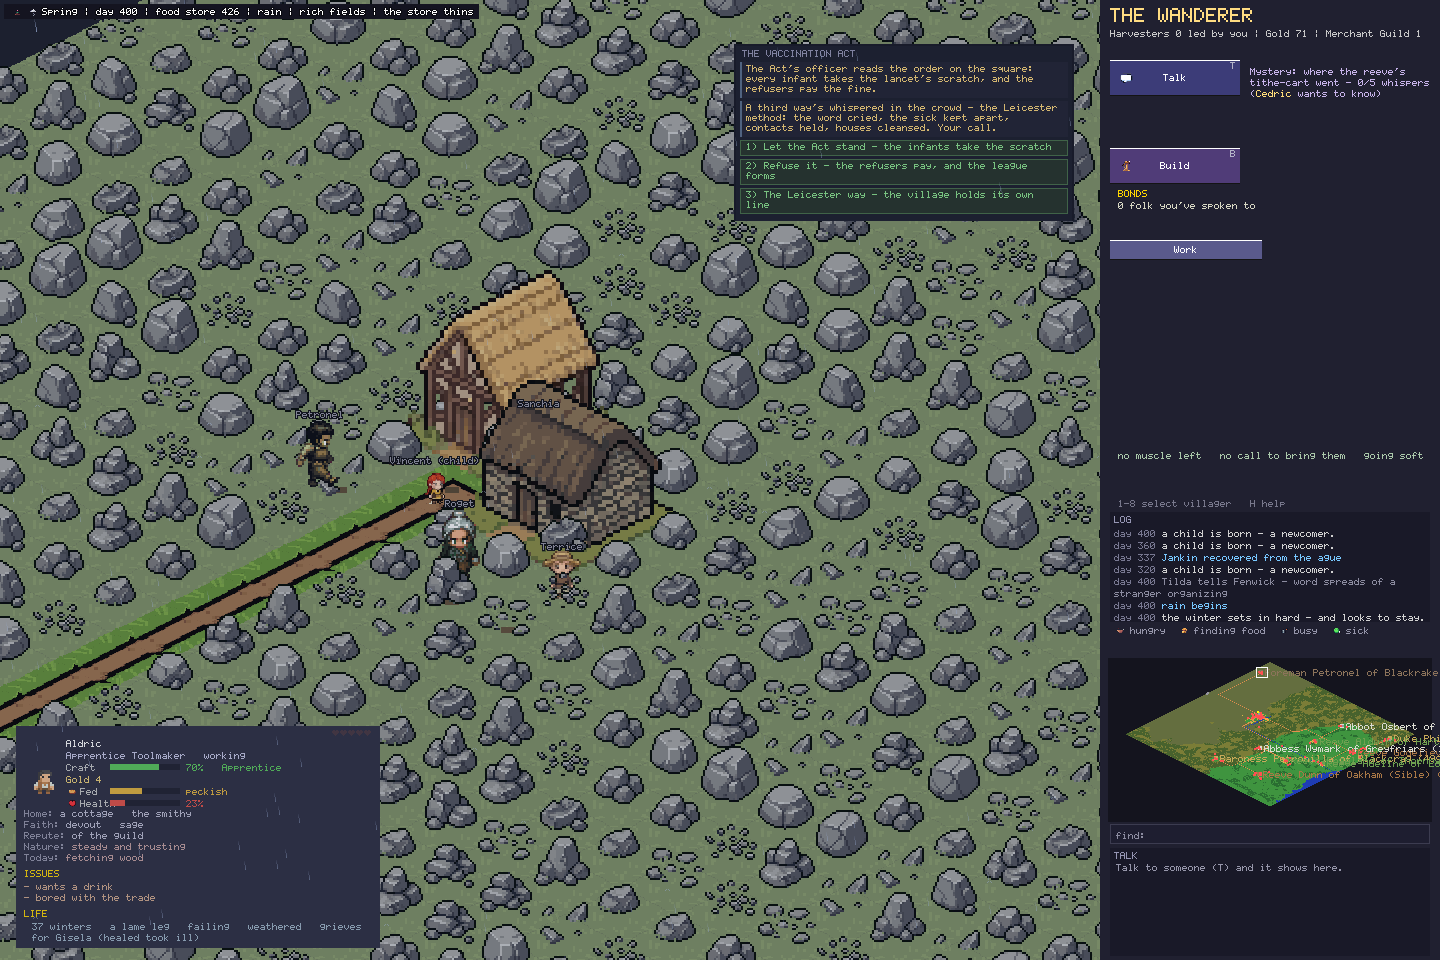 Spring ¦ day 400 ¦ food store 426 ¦ rain ¦ rich fields ¦ the store thins
THE VACCINATION ACT
The Act's officer reads the order on the square:
every infant takes the lancet's scratch, and the
refusers pay the fine.
A third way's whispered in the crowd - the Leicester
method: the word cried, the sick kept apart,
contacts held, houses cleansed. Your call.
1) Let the Act stand - the infants take the scratch
2) Refuse it - the refusers pay, and the league
forms
3) The Leicester way - the village holds its own
line
Petronel
Sanchia
Vincent (child)
Roget
Terrice
Aldric
Apprentice Toolmaker working
Craft 70% Apprentice
Gold 4
Fed peckish
Healt 23%
Home: a cottage the smithy
Faith: devout sage
Repute: of the guild
Nature: steady and trusting
Today: fetching wood
ISSUES
- wants a drink
- bored with the trade
LIFE
37 winters a lame leg failing weathered grieves
for Gisela (healed took ill)
THE WANDERER
Harvesters 0 led by you ¦ Gold 71 ¦ Merchant Guild 1
Talk T
Mystery: where the reeve's
tithe-cart went - 0/5 whispers
(Cedric wants to know)
Build B
BONDS
0 folk you've spoken to
Work
no muscle left no call to bring them going soft
1-8 select villager H help
LOG
day 400 a child is born - a newcomer.
day 360 a child is born - a newcomer.
day 337 Jankin recovered from the ague
day 320 a child is born - a newcomer.
day 400 Tilda tells Fenwick - word spreads of a
stranger organizing
day 400 rain begins
day 400 the winter sets in hard - and looks to stay.
hungry finding food busy sick
Petronel of Blackrake
Abbot Osbert of
Abbess Wymark of Greyfriars
Baroness Petronilla of Blackcrag
of Oakham (Sible)
find:
TALK
Talk to someone (T) and it shows here.